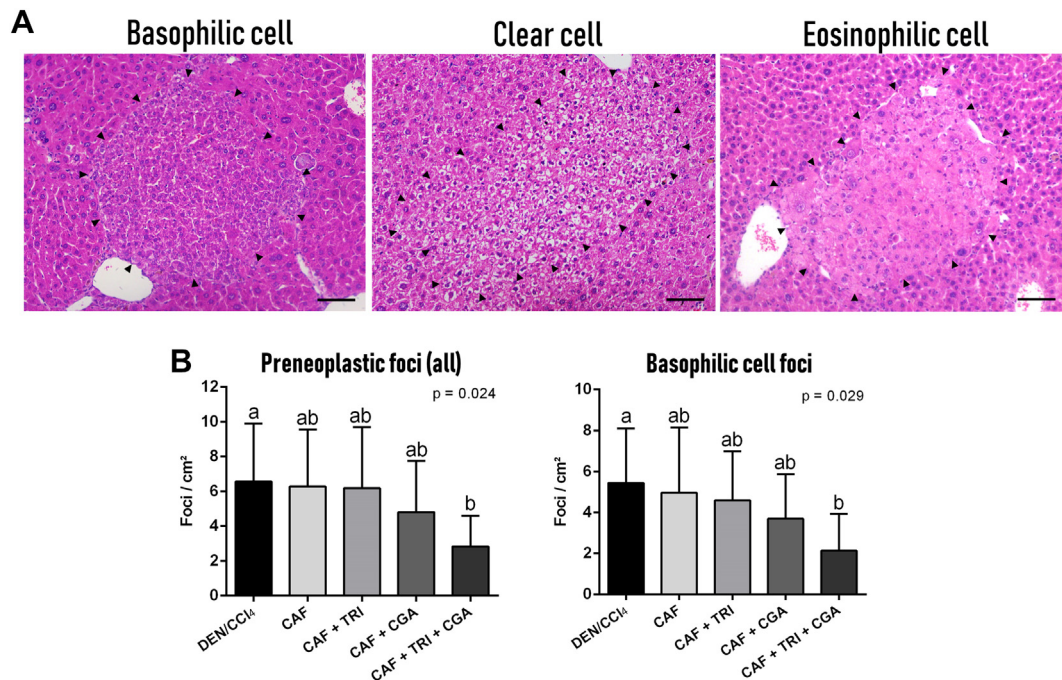 A
Basophilic cell
Clear cell
Eosinophilic cell
B
Preneoplastic foci (all)
p = 0.024
Foci / cm²
12
10
8
6
4
2
0
a
ab
ab
ab
b
DEN/CCl₄
CAF
CAF + TRI
CAF + CGA
CAF + TRI + CGA
Basophilic cell foci
p = 0.029
Foci / cm²
10
8
6
4
2
0
a
ab
ab
ab
b
DEN/CCl₄
CAF
CAF + TRI
CAF + CGA
CAF + TRI + CGA